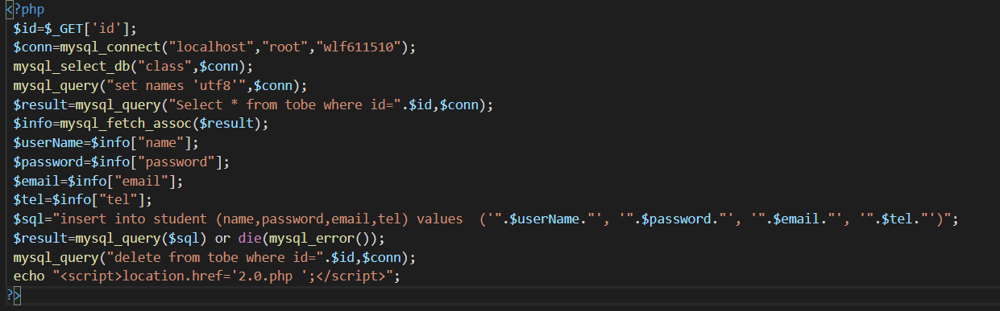 <?php
$id=$_GET['id'];
$conn=mysql_connect("localhost","root","wlf611510");
mysql_select_db("class",$conn);
mysql_query("set names 'utf8'",$conn);
$result=mysql_query("Select * from tobe where id=".$id,$conn);
$info=mysql_fetch_assoc($result);
$userName=$info["name"];
$password=$info["password"];
$email=$info["email"];
$tel=$info["tel"];
$sql="insert into student (name,password,email,tel) values  ('".$userName."', '".$password."', '".$email."', '".$tel."')";
$result=mysql_query($sql) or die(mysql_error());
mysql_query("delete from tobe where id=".$id,$conn);
echo "<script>location.href='2.0.php ';</script>";
?>